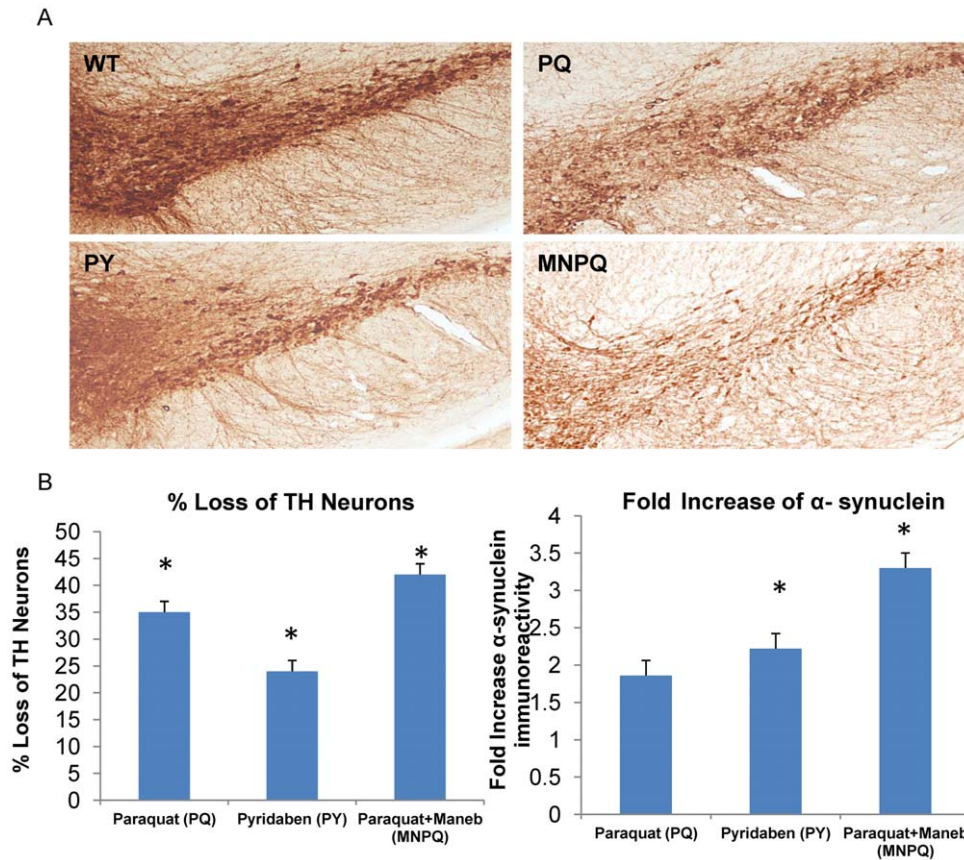 A
WT
PQ
PY
MNPQ
B
% Loss of TH Neurons
% Loss of TH Neurons
50
45
40
35
30
25
20
15
10
5
0
*
*
*
Paraquat (PQ)
Pyridaben (PY)
Paraquat+Maneb
(MNPQ)
Fold Increase of α- synuclein
Fold Increase α-synuclein
immunoreactivity
4
3.5
3
2.5
2
1.5
1
0.5
0
*
*
Paraquat (PQ)
Pyridaben (PY)
Paraquat+Maneb
(MNPQ)